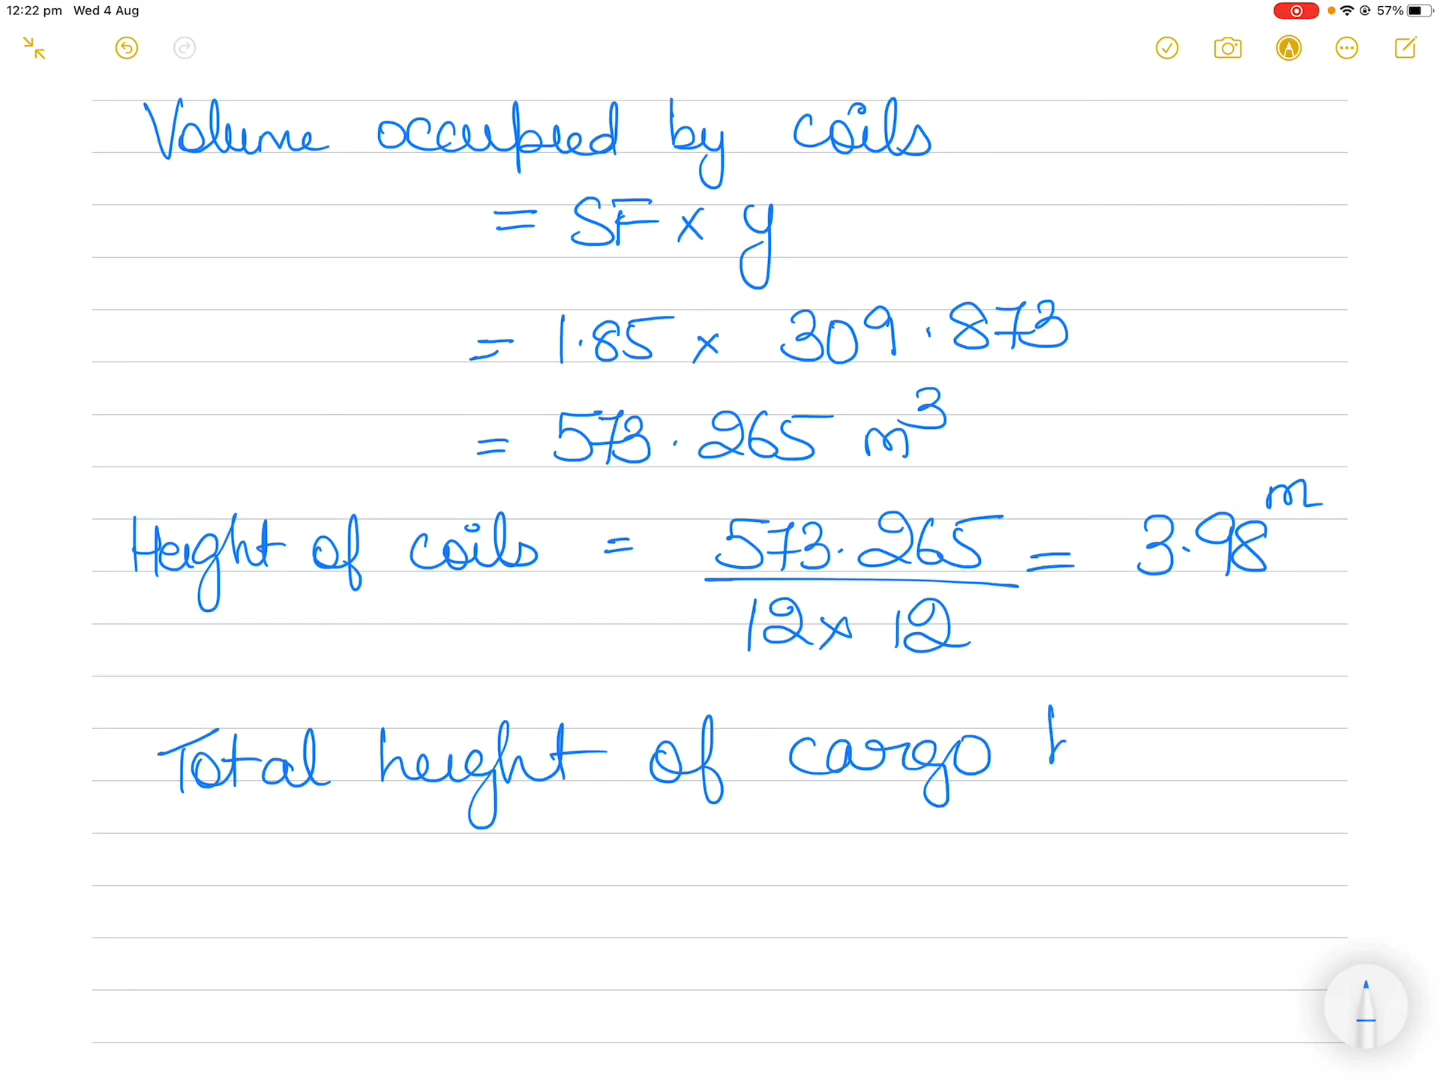 12:22 pm Wed 4 Aug
57%
Volume occupied by coils
= SF x y
= 1.85 x 309.873
= 573.265 m³
Height of coils = 573.265 / 12 x 12 = 3.98 m
Total height of cargo